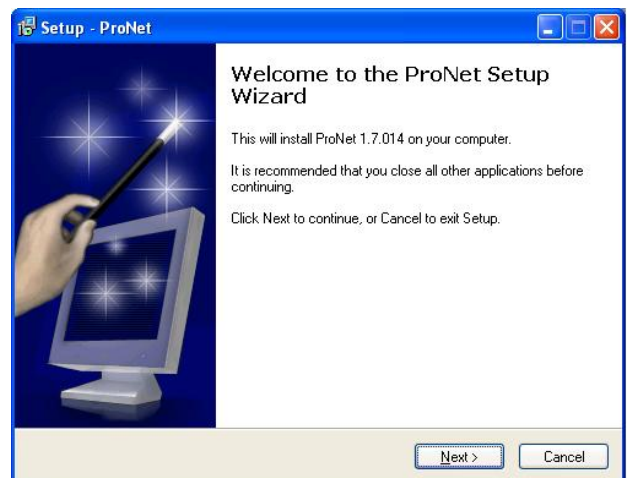 Setup - ProNet
Welcome to the ProNet Setup
Wizard
This will install ProNet 1.7.014 on your computer.
It is recommended that you close all other applications before
continuing.
Click Next to continue, or Cancel to exit Setup.
Next >
Cancel